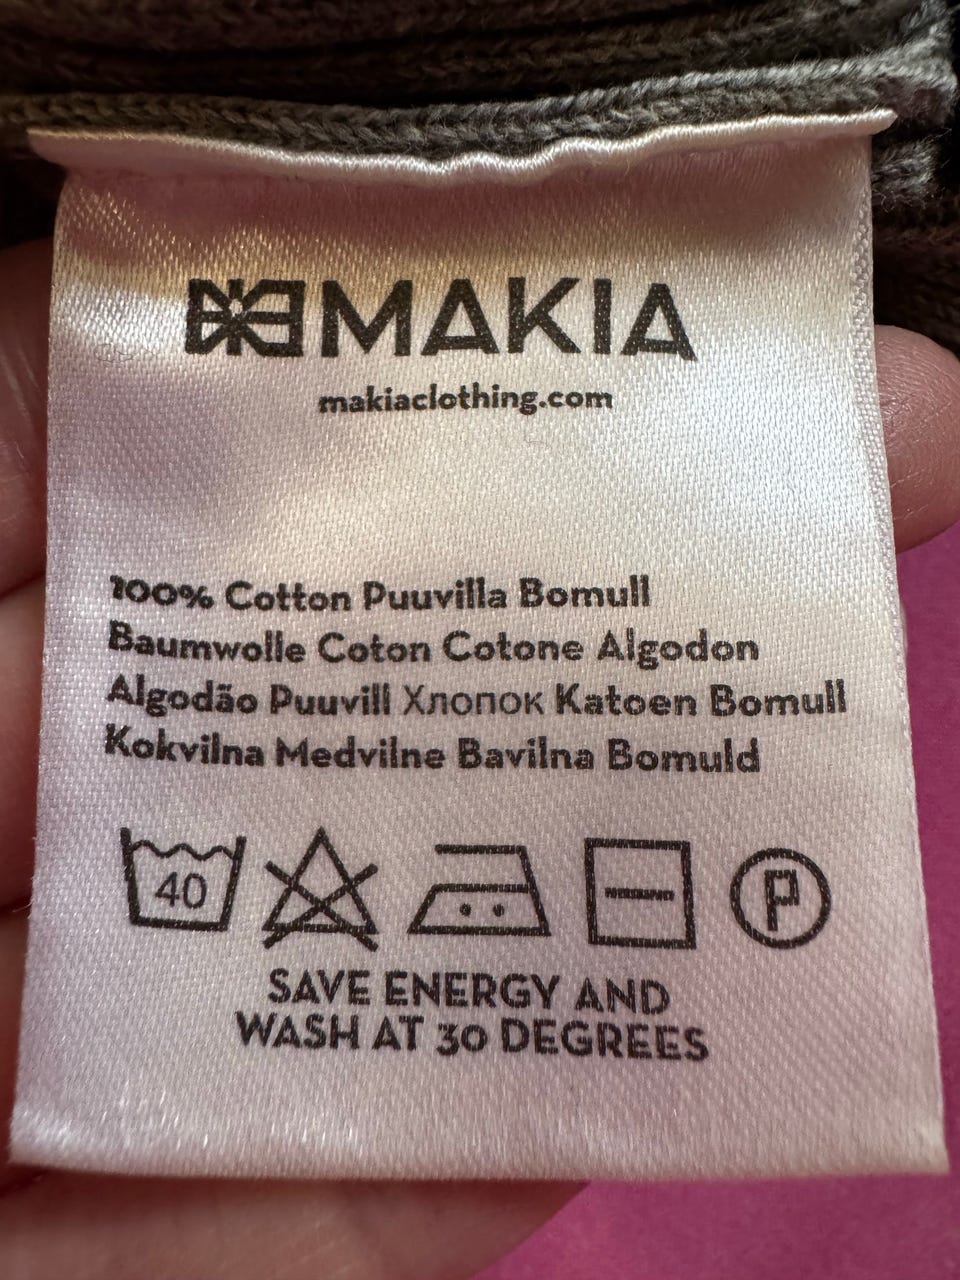 MAKIA
makiaclothing.com
100% Cotton Puuvilla Bomull
Baumwolle Coton Cotone Algodon
Algodão Puuvill Хлопок Katoen Bomull
Kokvilna Medvilne Bavilna Bomuld
40 P
SAVE ENERGY AND
WASH AT 30 DEGREES